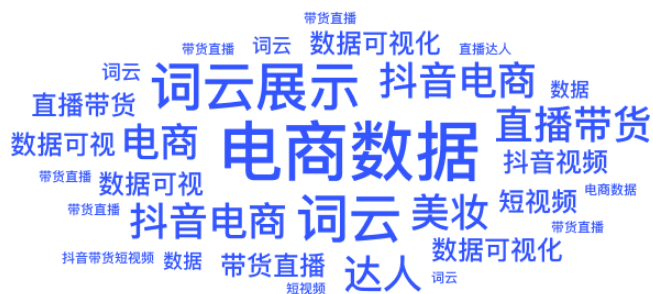 带货直播
带货直播 词云 数据可视化 直播达人
词云 词云展示 抖音电商 数据
直播带货 直播带货
数据可视 电商 电商数据 抖音视频
带货直播 数据可视 短视频 电商数据
带货直播 抖音电商 词云 美妆 带货直播
抖音带货短视频 数据 带货直播 数据可视化
短视频 达人 词云